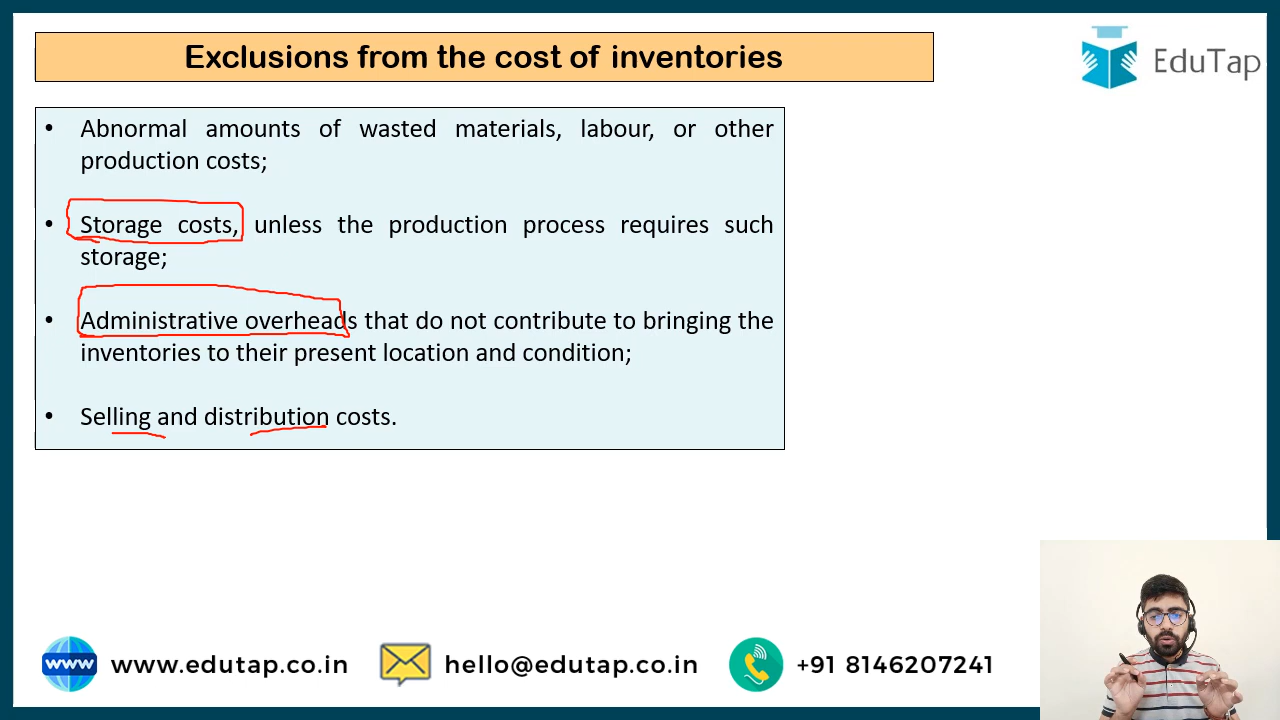 Exclusions from the cost of inventories
EduTap
• Abnormal amounts of wasted materials, labour, or other
production costs;
• Storage costs, unless the production process requires such
storage;
• Administrative overheads that do not contribute to bringing the
inventories to their present location and condition;
• Selling and distribution costs.
www www.edutap.co.in hello@edutap.co.in +91 8146207241